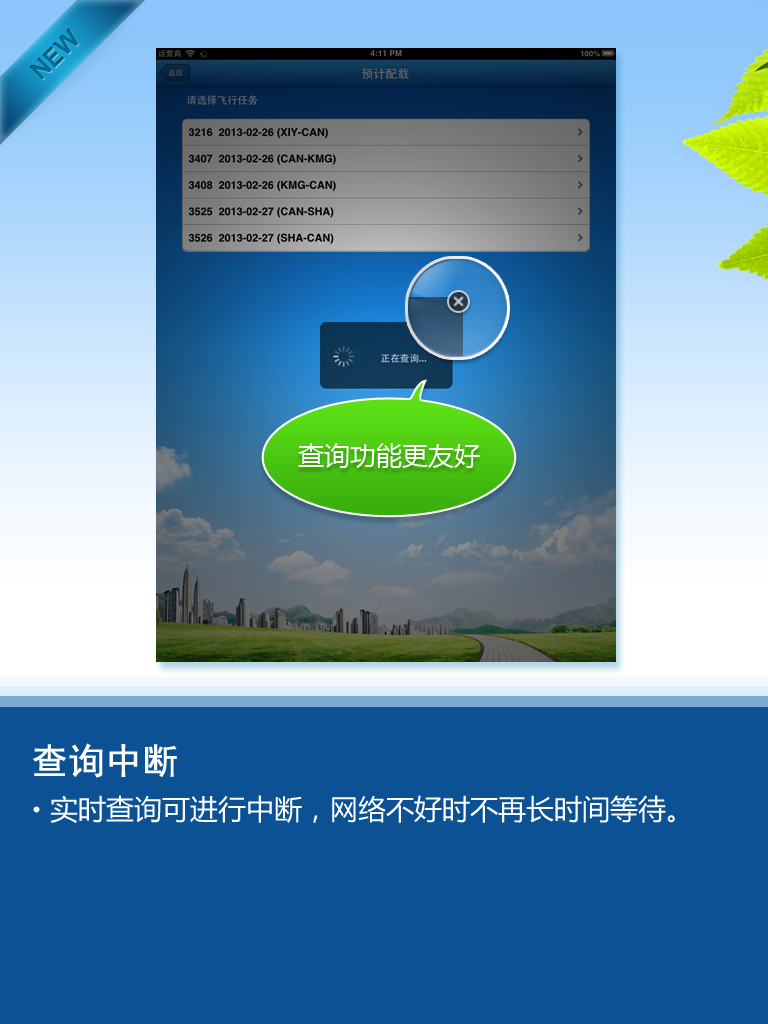 NEW
运营商
4:11 PM
100%
返回
预计配载
请选择飞行任务
3216 2013-02-26 (XIY-CAN)
3407 2013-02-26 (CAN-KMG)
3408 2013-02-26 (KMG-CAN)
3525 2013-02-27 (CAN-SHA)
3526 2013-02-27 (SHA-CAN)
正在查询...
查询功能更友好
查询中断
• 实时查询可进行中断，网络不好时不再长时间等待。